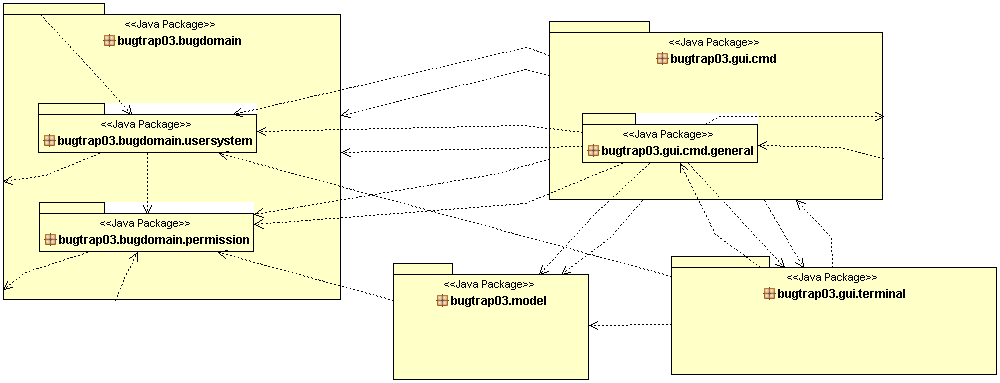 <<Java Package>>
bugtrap03.bugdomain
<<Java Package>>
bugtrap03.bugdomain.usersystem
<<Java Package>>
bugtrap03.bugdomain.permission
<<Java Package>>
bugtrap03.gui.cmd
<<Java Package>>
bugtrap03.gui.cmd.general
<<Java Package>>
bugtrap03.model
<<Java Package>>
bugtrap03.gui.terminal